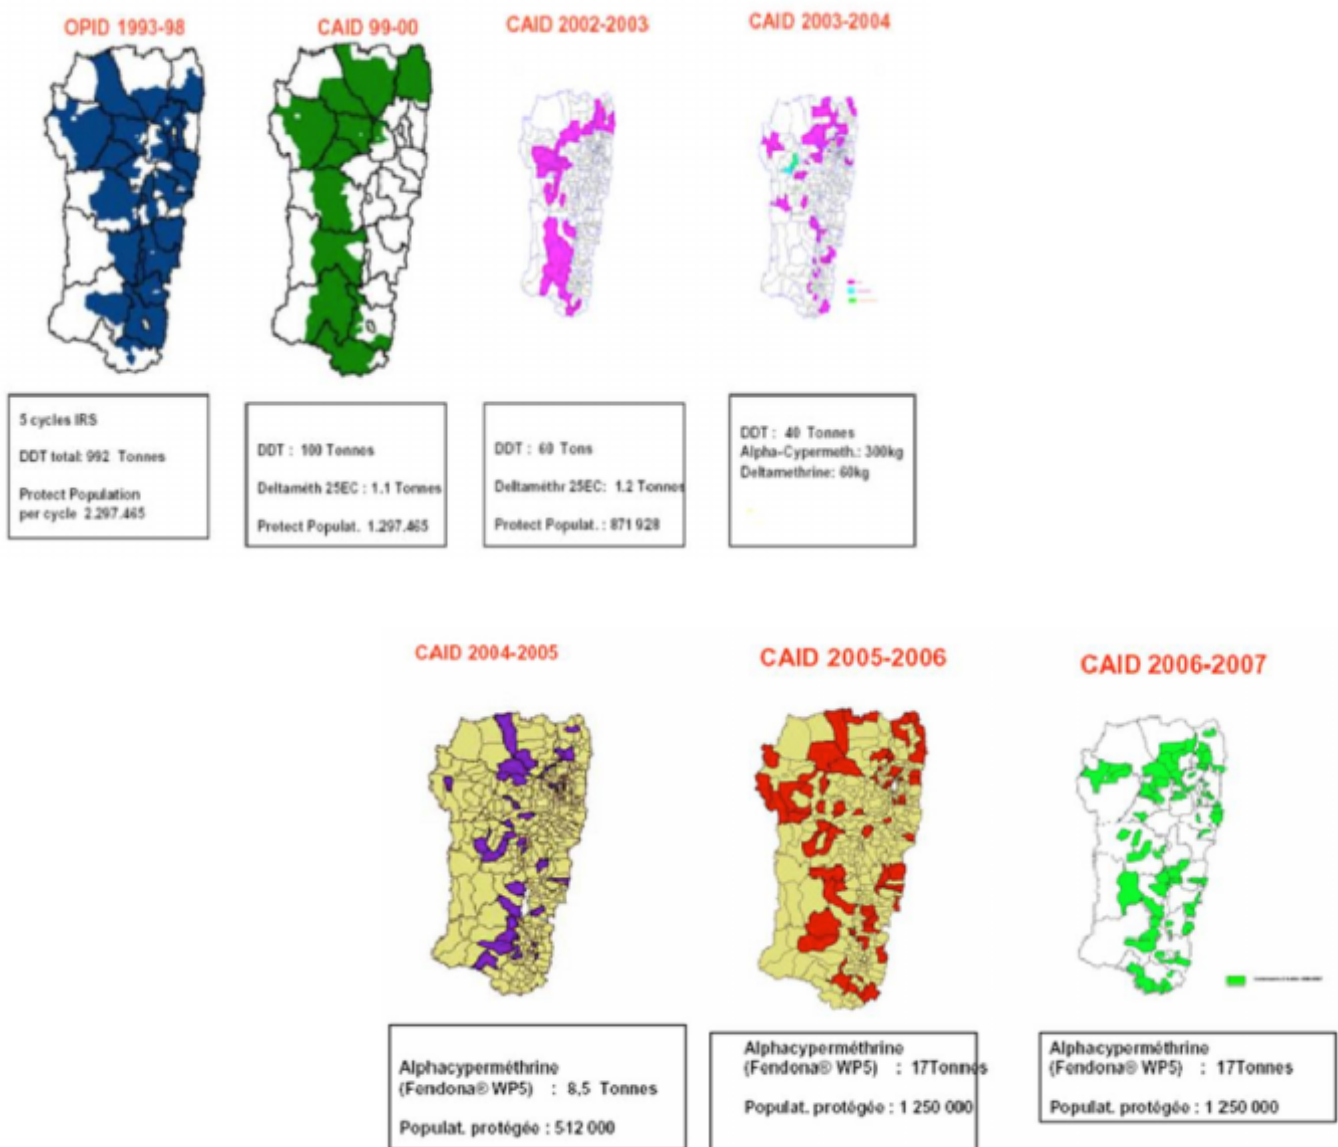 OPID 1993-98
CAID 99-00
CAID 2002-2003
CAID 2003-2004
5 cycles IRS
DDT total: 992 Tonnes
Protect Population
per cycle 2.297.465
DDT : 100 Tonnes
Deltaméth 25EC : 1.1 Tonnes
Protect Populat. 1.297.465
DDT : 60 Tons
Deltaméthr 25EC: 1.2 Tonnes
Protect Populat. : 871 928
DDT : 40 Tonnes
Alpha-Cypermeth.: 300kg
Deltamethrine: 60kg
CAID 2004-2005
CAID 2005-2006
CAID 2006-2007
Alphacyperméthrine
(Fendona® WP5) : 8,5 Tonnes
Populat. protégée : 512 000
Alphacyperméthrine
(Fendona® WP5) : 17Tonnes
Populat. protégée : 1 250 000
Alphacyperméthrine
(Fendona® WP5) : 17Tonnes
Populat. protégée : 1 250 000